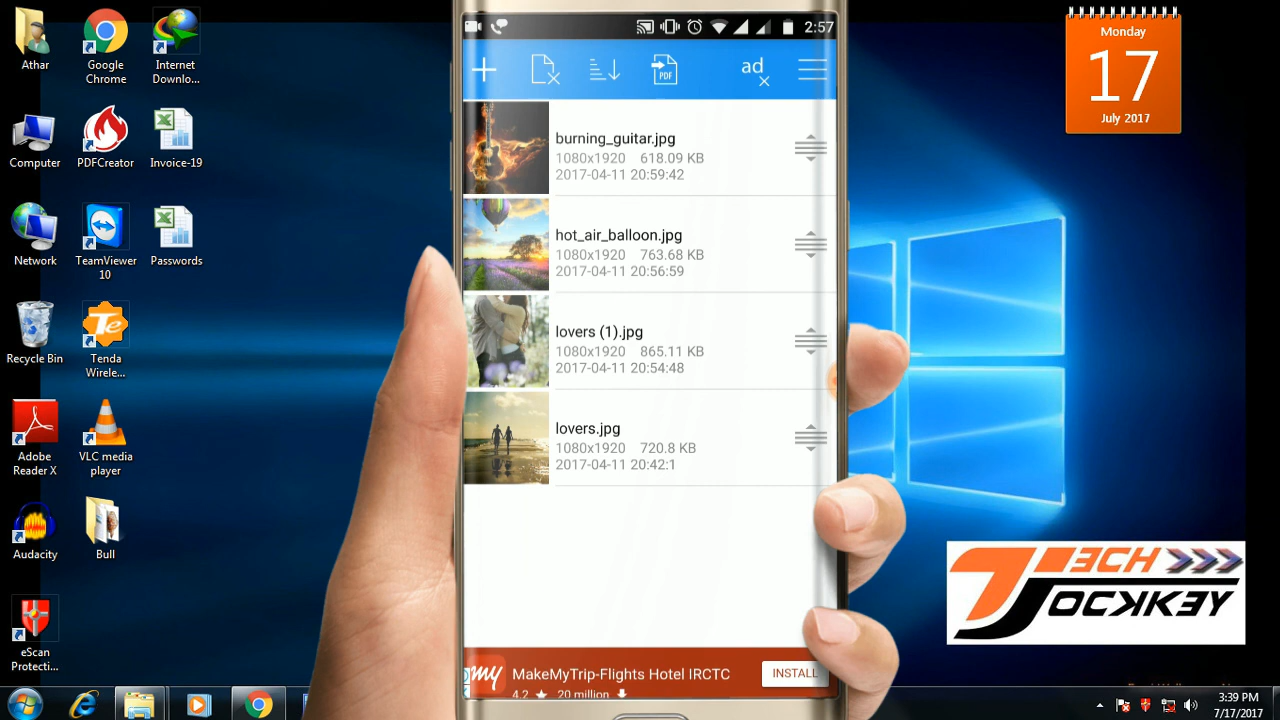 Athar
Google
Chrome
Internet
Downlo...
Computer
PDFCreator
Invoice-19
Network
TeamViewer
10
Passwords
Recycle Bin
Tenda
Wirele...
Adobe
Reader X
VLC media
player
Audacity
Bull
eScan
Protecti...
2:57
PDF
ad
burning_guitar.jpg
1080x1920 618.09 KB
2017-04-11 20:59:42
hot_air_balloon.jpg
1080x1920 763.68 KB
2017-04-11 20:56:59
lovers (1).jpg
1080x1920 865.11 KB
2017-04-11 20:54:48
lovers.jpg
1080x1920 720.8 KB
2017-04-11 20:42:1
my
MakeMyTrip-Flights Hotel IRCTC
INSTALL
4.2 ★ 20 million
Monday
17
July 2017
TECH
JOCKKEY
3:39 PM
7/17/2017